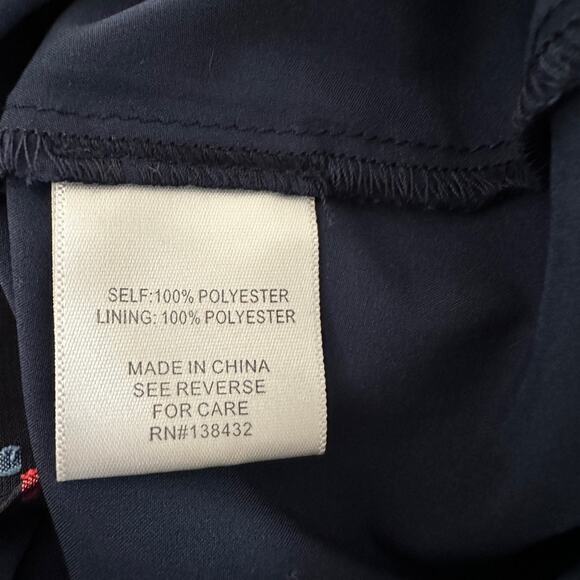 SELF:100% POLYESTER
LINING: 100% POLYESTER
MADE IN CHINA
SEE REVERSE
FOR CARE
RN#138432